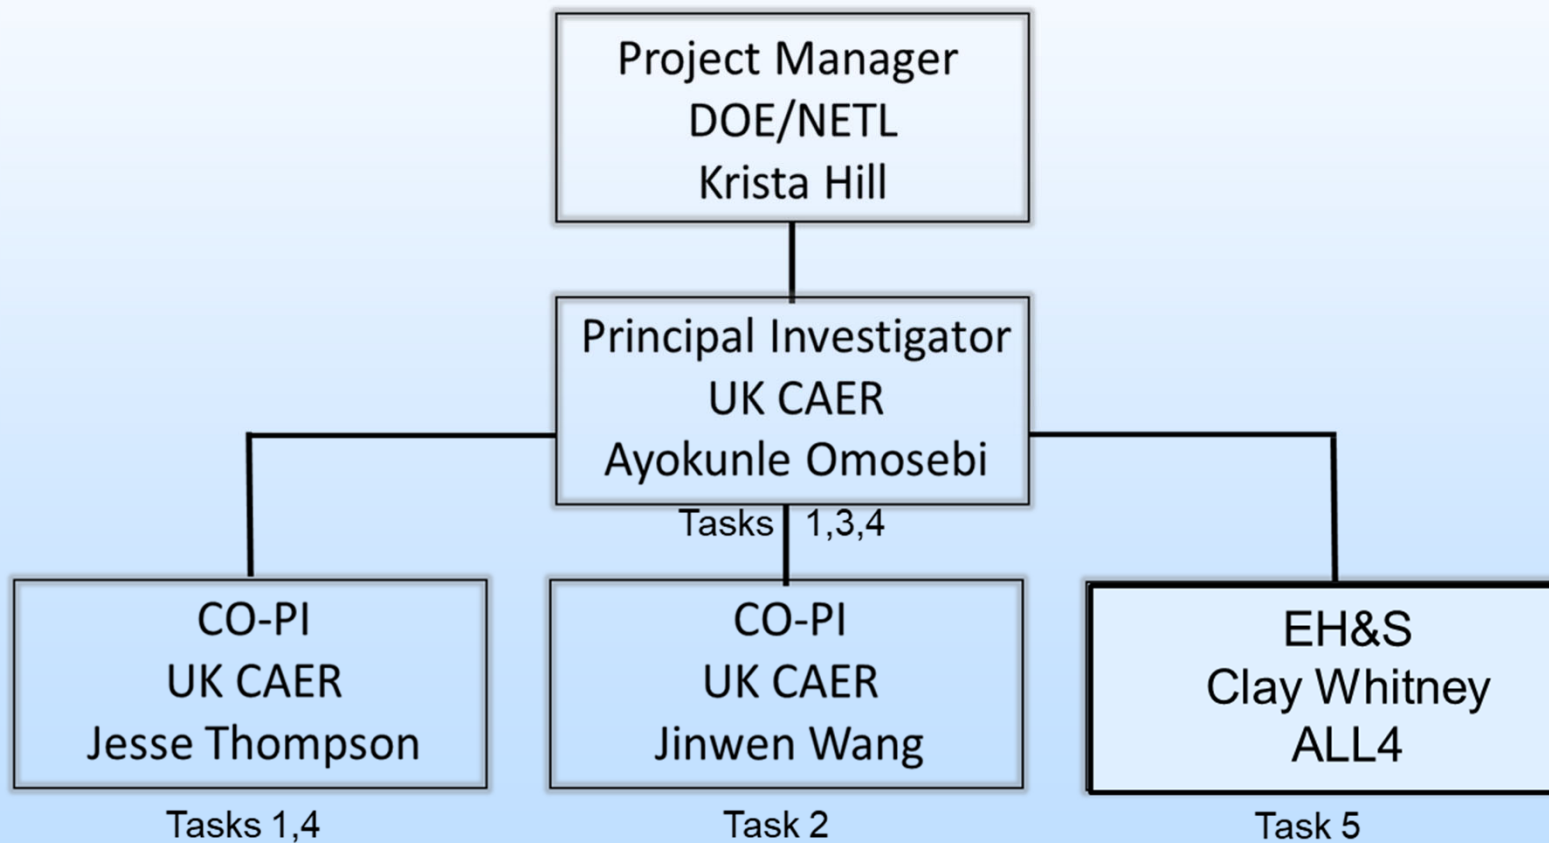 Project Manager
DOE/NETL
Krista Hill
Principal Investigator
UK CAER
Ayokunle Omosebi
Tasks 1,3,4
CO-PI
UK CAER
Jesse Thompson
Tasks 1,4
CO-PI
UK CAER
Jinwen Wang
Task 2
EH&S
Clay Whitney
ALL4
Task 5